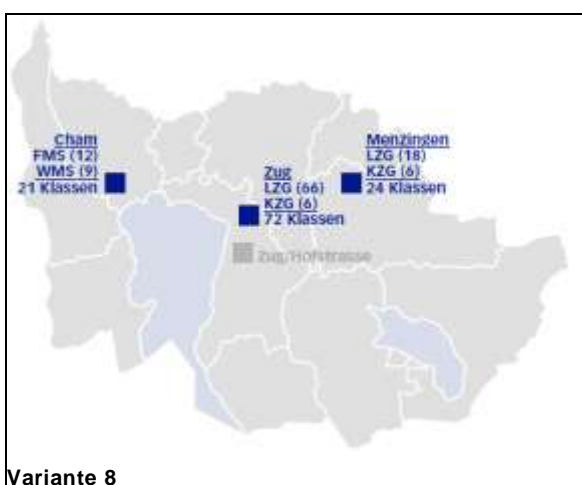 Cham
FMS (12)
WMS (9)
21 Klassen
Zug
LZG (66)
KZG (6)
72 Klassen
Menzingen
LZG (18)
KZG (6)
24 Klassen
Zug/Hofstrasse
Variante 8